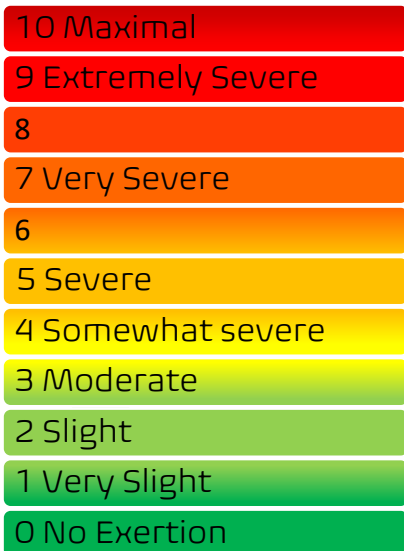 10 Maximal
9 Extremely Severe
8
7 Very Severe
6
5 Severe
4 Somewhat severe
3 Moderate
2 Slight
1 Very Slight
0 No Exertion